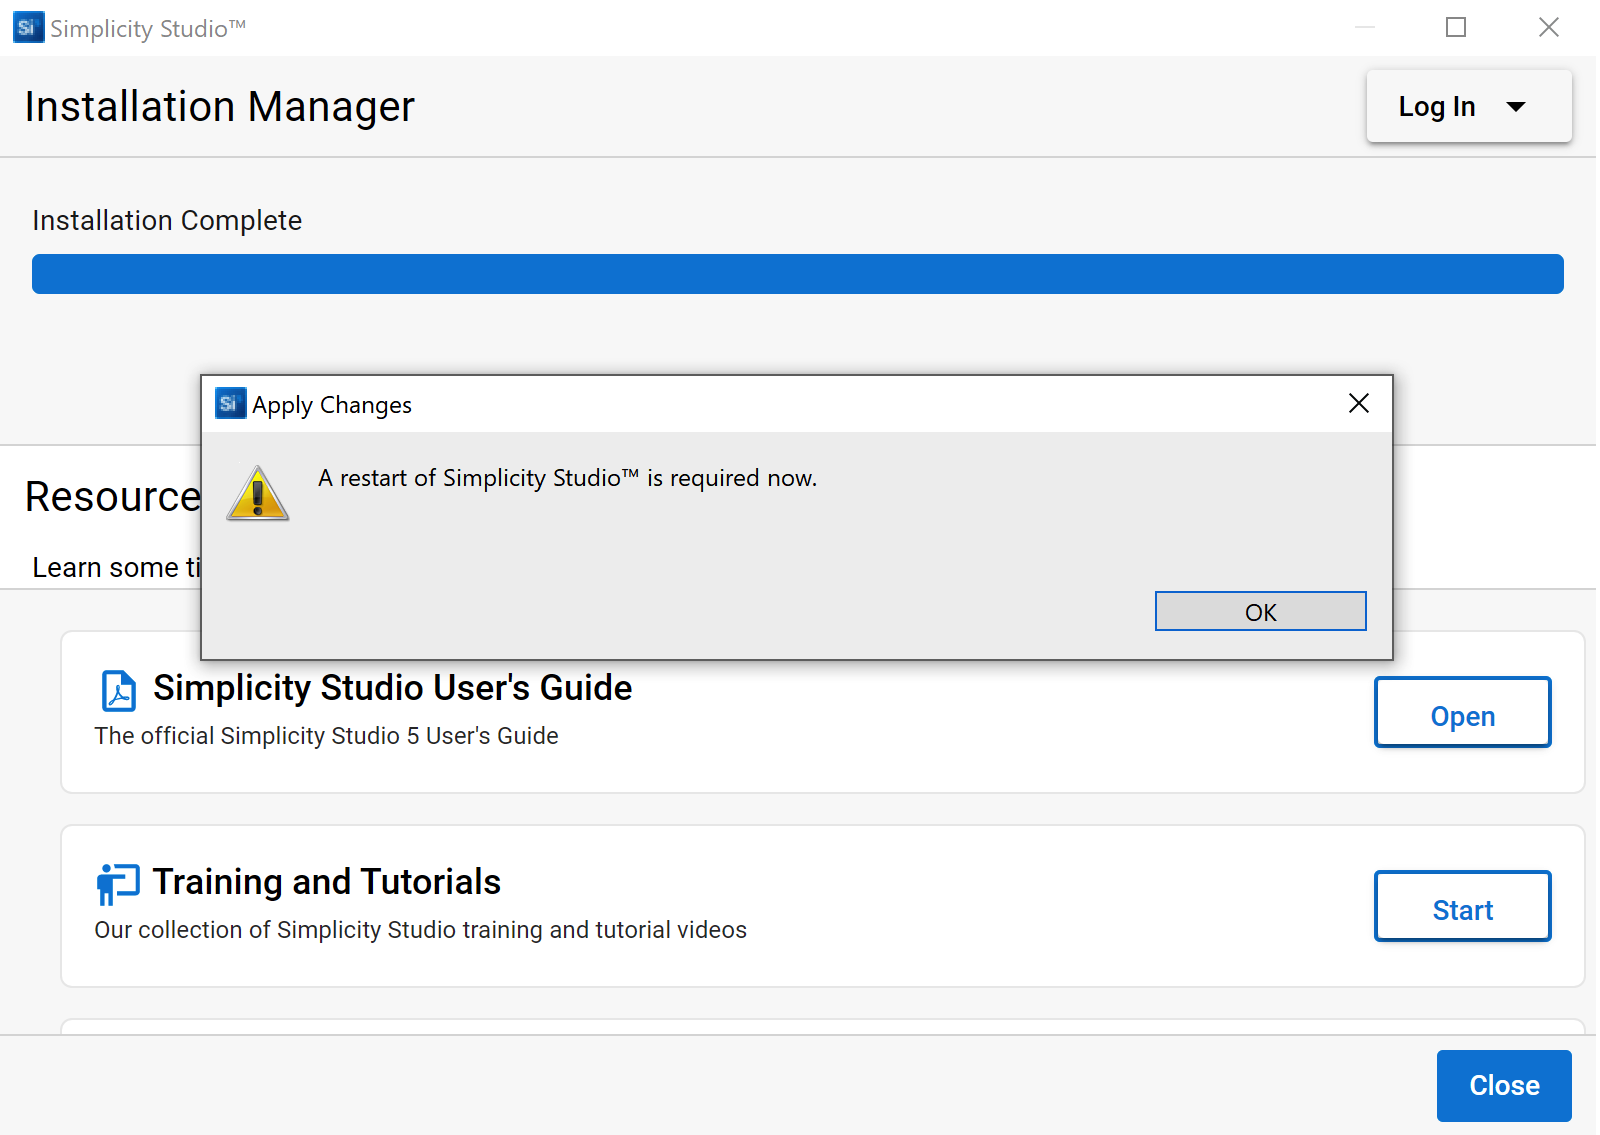 Si Simplicity Studio™
Installation Manager
Log In
Installation Complete
Si Apply Changes
A restart of Simplicity Studio™ is required now.
OK
Resource
Learn some ti
Simplicity Studio User's Guide
The official Simplicity Studio 5 User's Guide
Open
Training and Tutorials
Our collection of Simplicity Studio training and tutorial videos
Start
Close